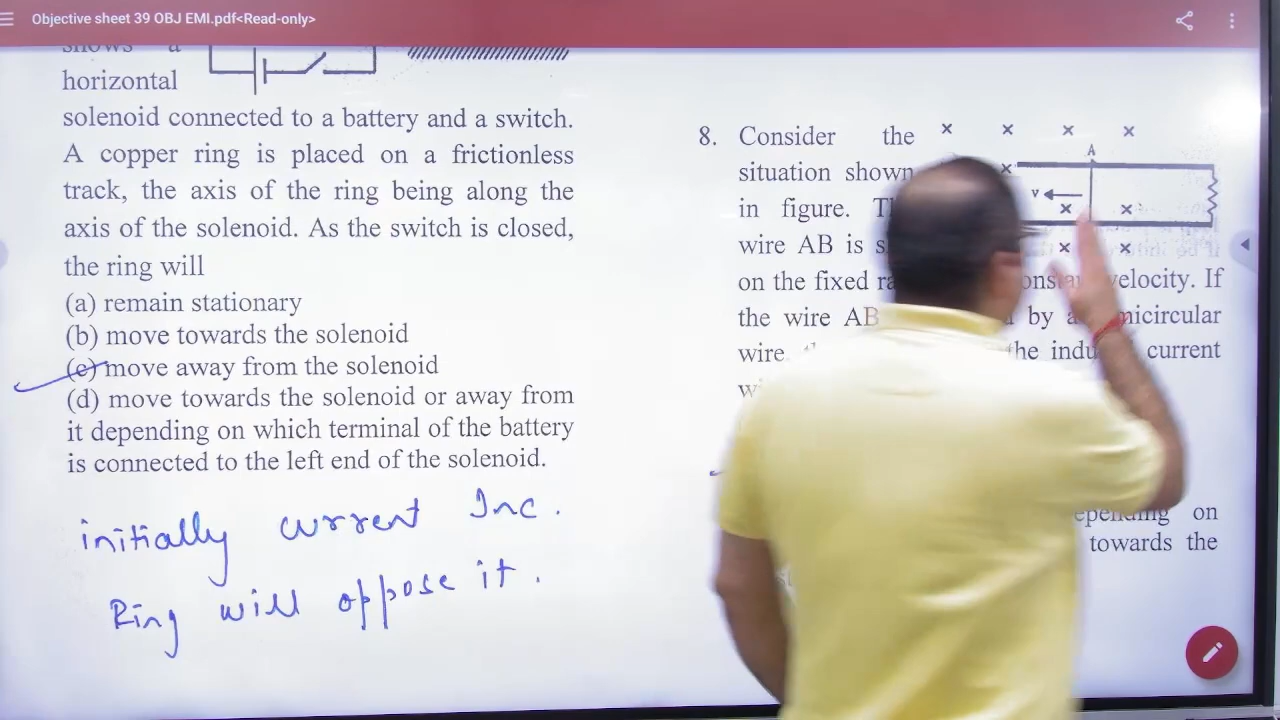 Objective sheet 39 OBJ EMI.pdf<Read-only>
shows a
horizontal
solenoid connected to a battery and a switch.
A copper ring is placed on a frictionless
track, the axis of the ring being along the
axis of the solenoid. As the switch is closed,
the ring will
(a) remain stationary
(b) move towards the solenoid
(c) move away from the solenoid
(d) move towards the solenoid or away from
it depending on which terminal of the battery
is connected to the left end of the solenoid.
initially current Inc.
Ring will oppose it.
8. Consider the
situation shown
in figure.
wire AB is
on the fixed velocity. If
the wire AB by
wire, the current
on
towards the
A
v